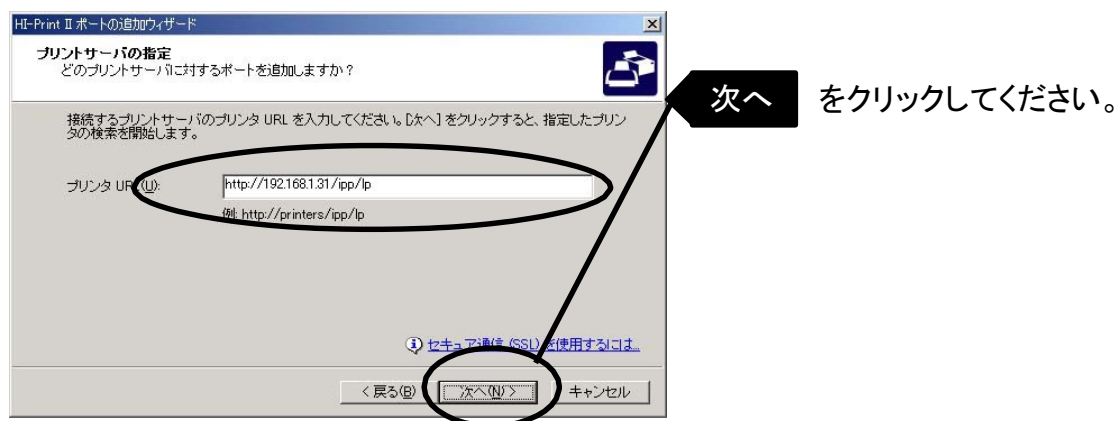 HI-Print II ポートの追加ウィザード
プリントサーバの指定
どのプリントサーバに対するポートを追加しますか？
次へ をクリックしてください。
接続するプリントサーバのプリンタ URL を入力してください。[次へ] をクリックすると、指定したプリン
タの検索を開始します。
プリンタ URL(U):
http://192.168.1.31/ipp/lp
例: http://printers/ipp/lp
セキュア通信 (SSL) を使用するには...
< 戻る(B)
次へ(N) >
キャンセル